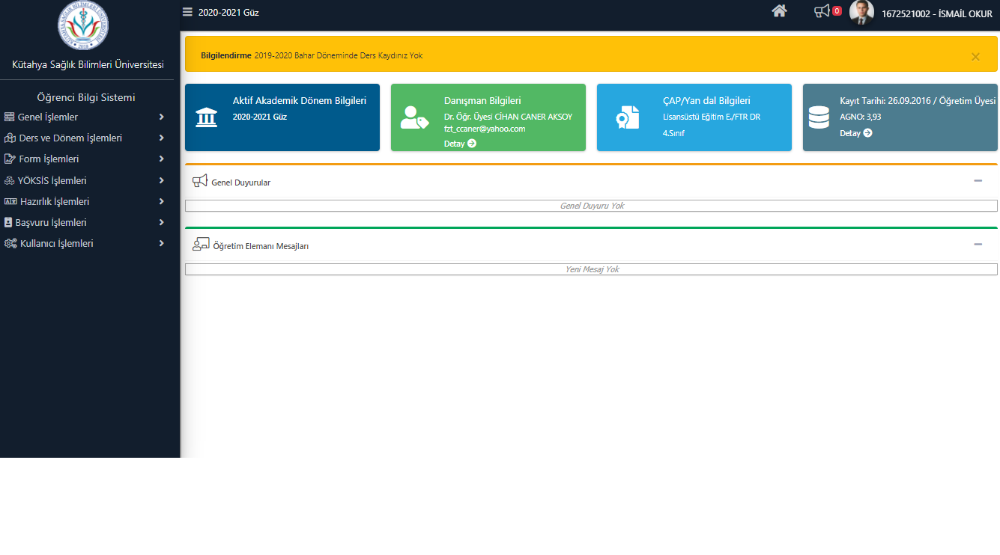 2020-2021 Güz
0
1672521002 - İSMAİL OKUR
Kütahya Sağlık Bilimleri Üniversitesi
Öğrenci Bilgi Sistemi
Genel İşlemler
Ders ve Dönem İşlemleri
Form İşlemleri
YÖKSİS İşlemleri
Hazırlık İşlemleri
Başvuru İşlemleri
Kullanıcı İşlemleri
Bilgilendirme 2019-2020 Bahar Döneminde Ders Kaydınız Yok
Aktif Akademik Dönem Bilgileri
2020-2021 Güz
Danışman Bilgileri
Dr. Öğr. Üyesi CİHAN CANER AKSOY
fzt_ccaner@yahoo.com
Detay
ÇAP/Yan dal Bilgileri
Lisansüstü Eğitim E./FTR DR
4.Sınıf
Kayıt Tarihi: 26.09.2016 / Öğretim Üyesi
AGNO: 3,93
Detay
Genel Duyurular
Genel Duyuru Yok
Öğretim Elemanı Mesajları
Yeni Mesaj Yok